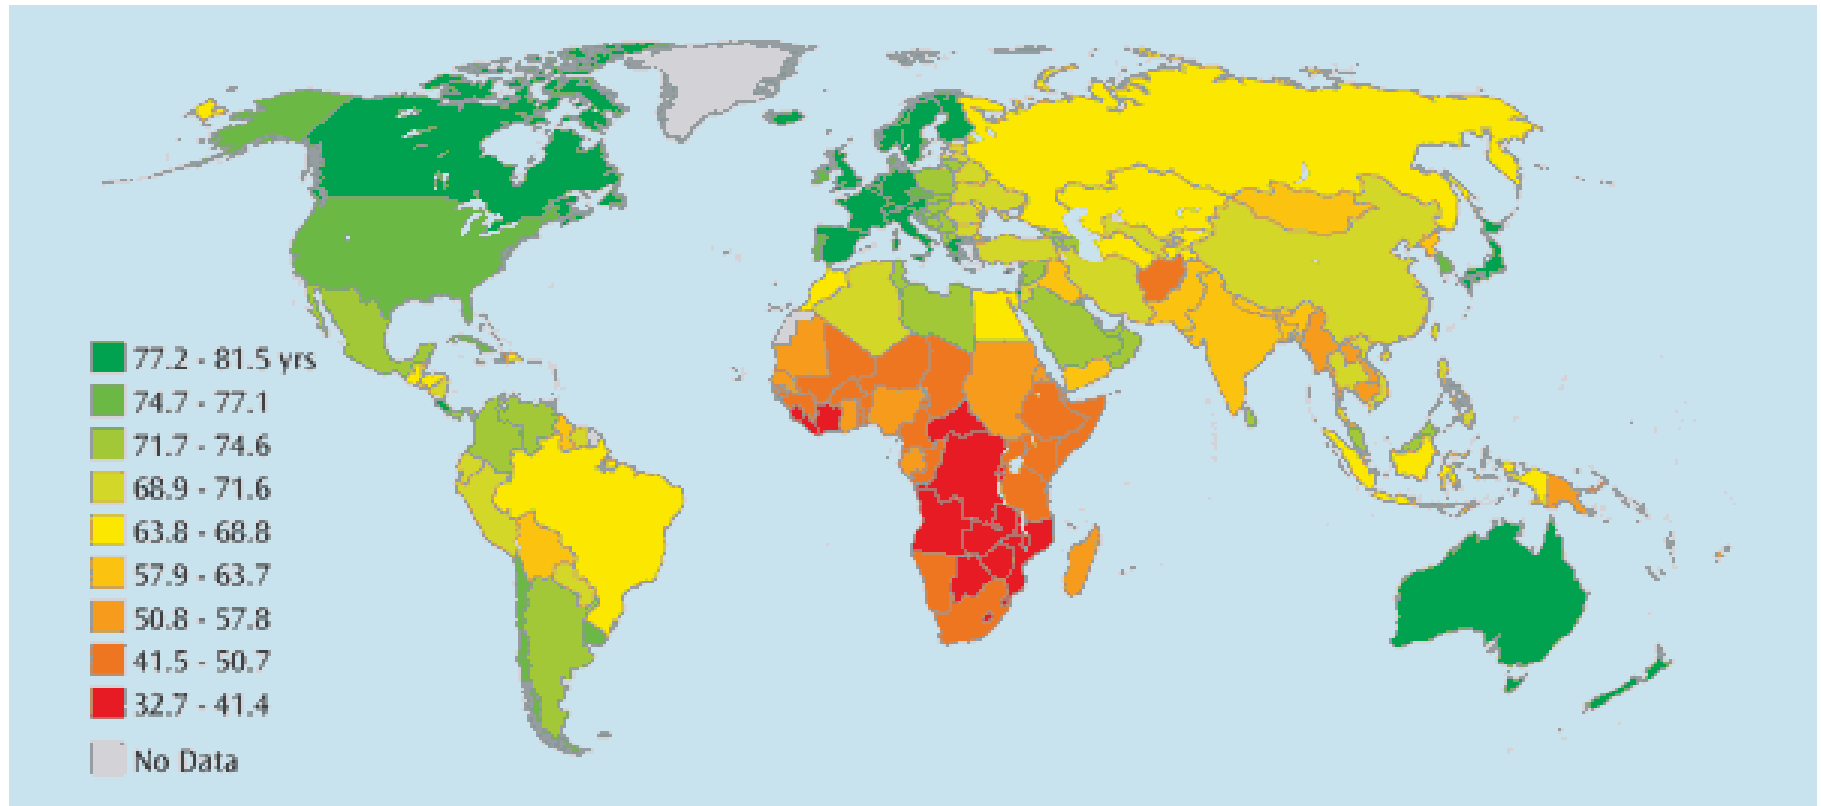 77.2 - 81.5 yrs
74.7 - 77.1
71.7 - 74.6
68.9 - 71.6
63.8 - 68.8
57.9 - 63.7
50.8 - 57.8
41.5 - 50.7
32.7 - 41.4
No Data